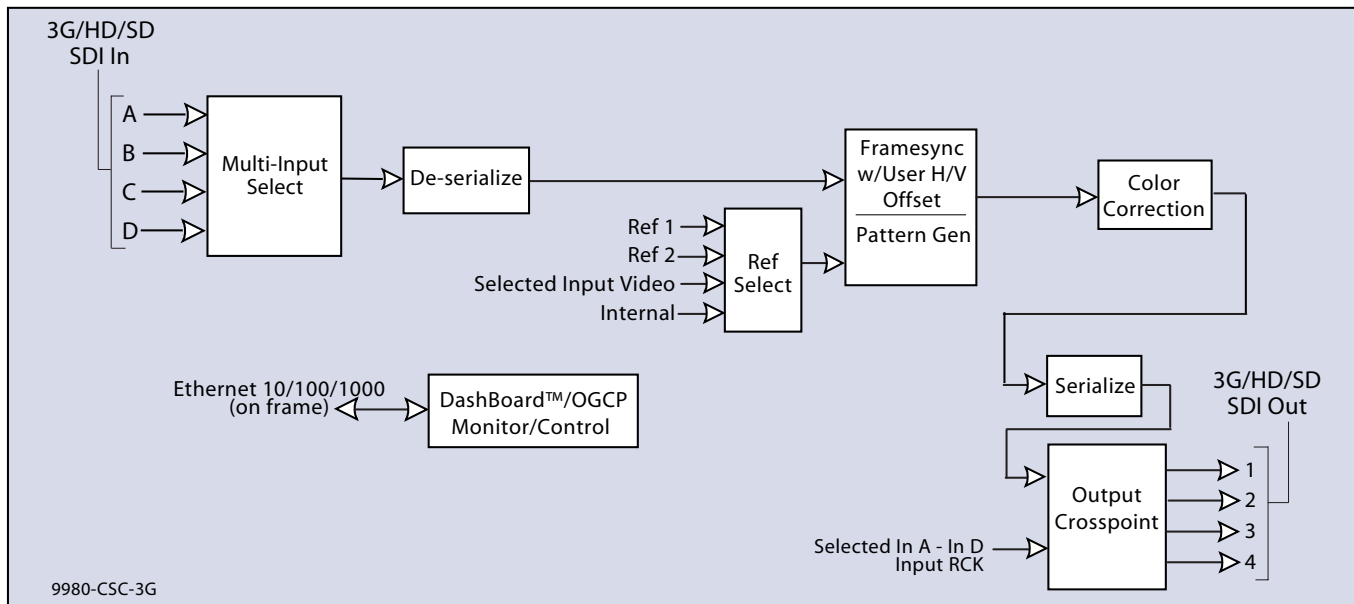 3G/HD/SD
SDI In
A
B
C
D
Multi-Input
Select
De-serialize
Ref 1
Ref 2
Selected Input Video
Internal
Ref
Select
Framesync
w/User H/V
Offset
Pattern Gen
Color
Correction
Ethernet 10/100/1000
(on frame)
DashBoard™/OGCP
Monitor/Control
Serialize
3G/HD/SD
SDI Out
Selected In A - In D
Input RCK
Output
Crosspoint
1
2
3
4
9980-CSC-3G